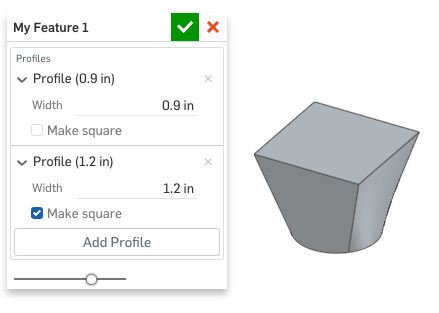 My Feature 1
Profiles
Profile (0.9 in)
Width 0.9 in
Make square
Profile (1.2 in)
Width 1.2 in
Make square
Add Profile